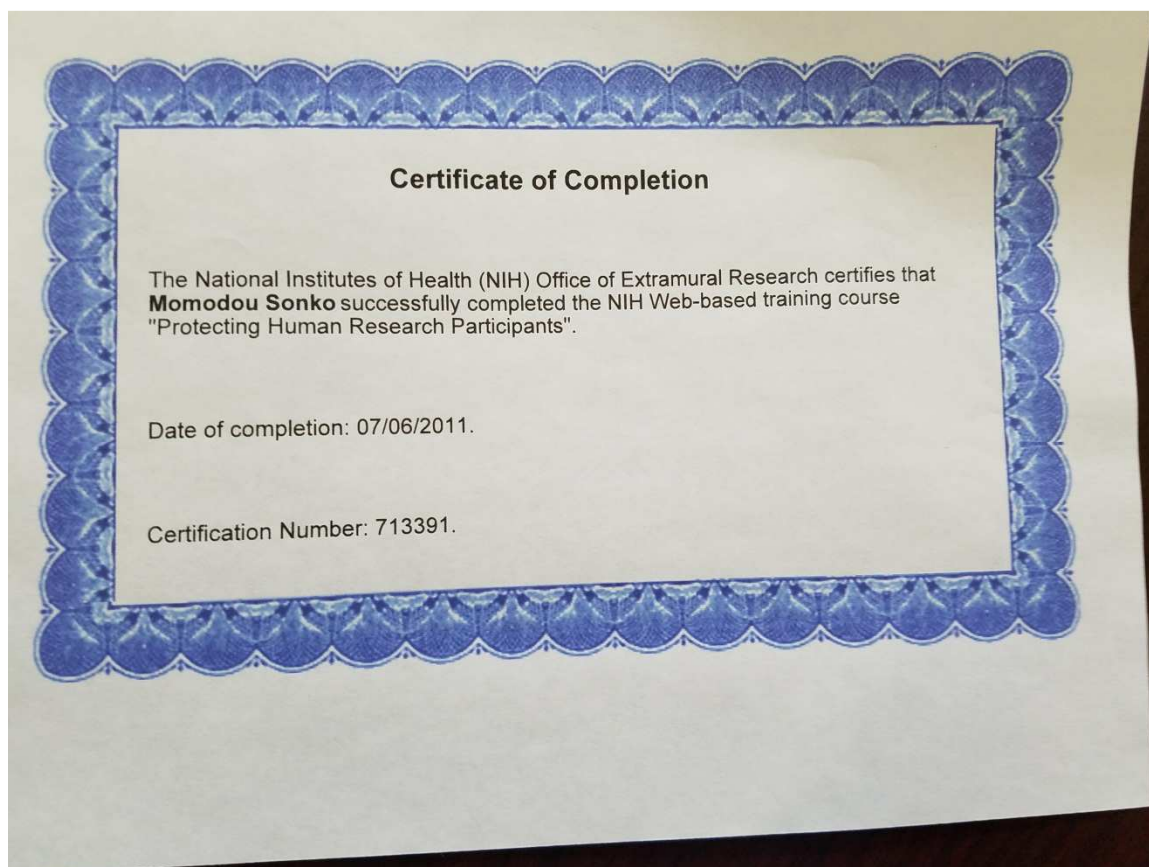 Certificate of Completion
The National Institutes of Health (NIH) Office of Extramural Research certifies that
Momodou Sonko successfully completed the NIH Web-based training course
"Protecting Human Research Participants".
Date of completion: 07/06/2011.
Certification Number: 713391.